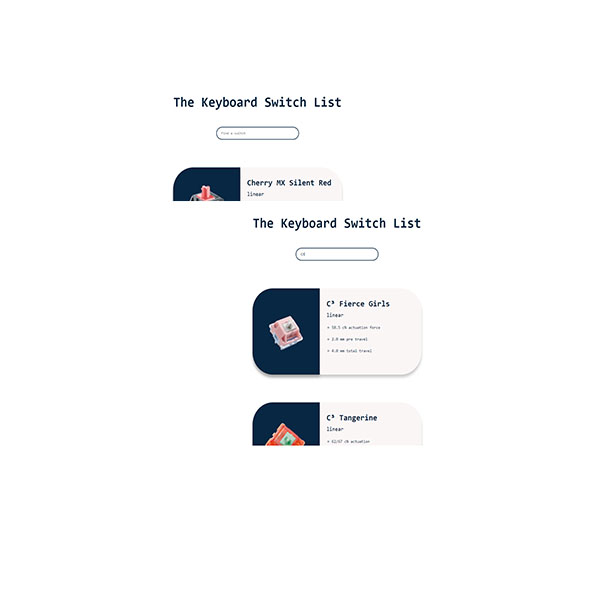 The Keyboard Switch List
Find a switch
Cherry MX Silent Red
linear
The Keyboard Switch List
C³ Fierce Girls
linear
→ 58.5 cN actuation force
→ 2.0 mm pre travel
→ 4.0 mm total travel
C³ Tangerine
linear
→ 62/67 cN actuation